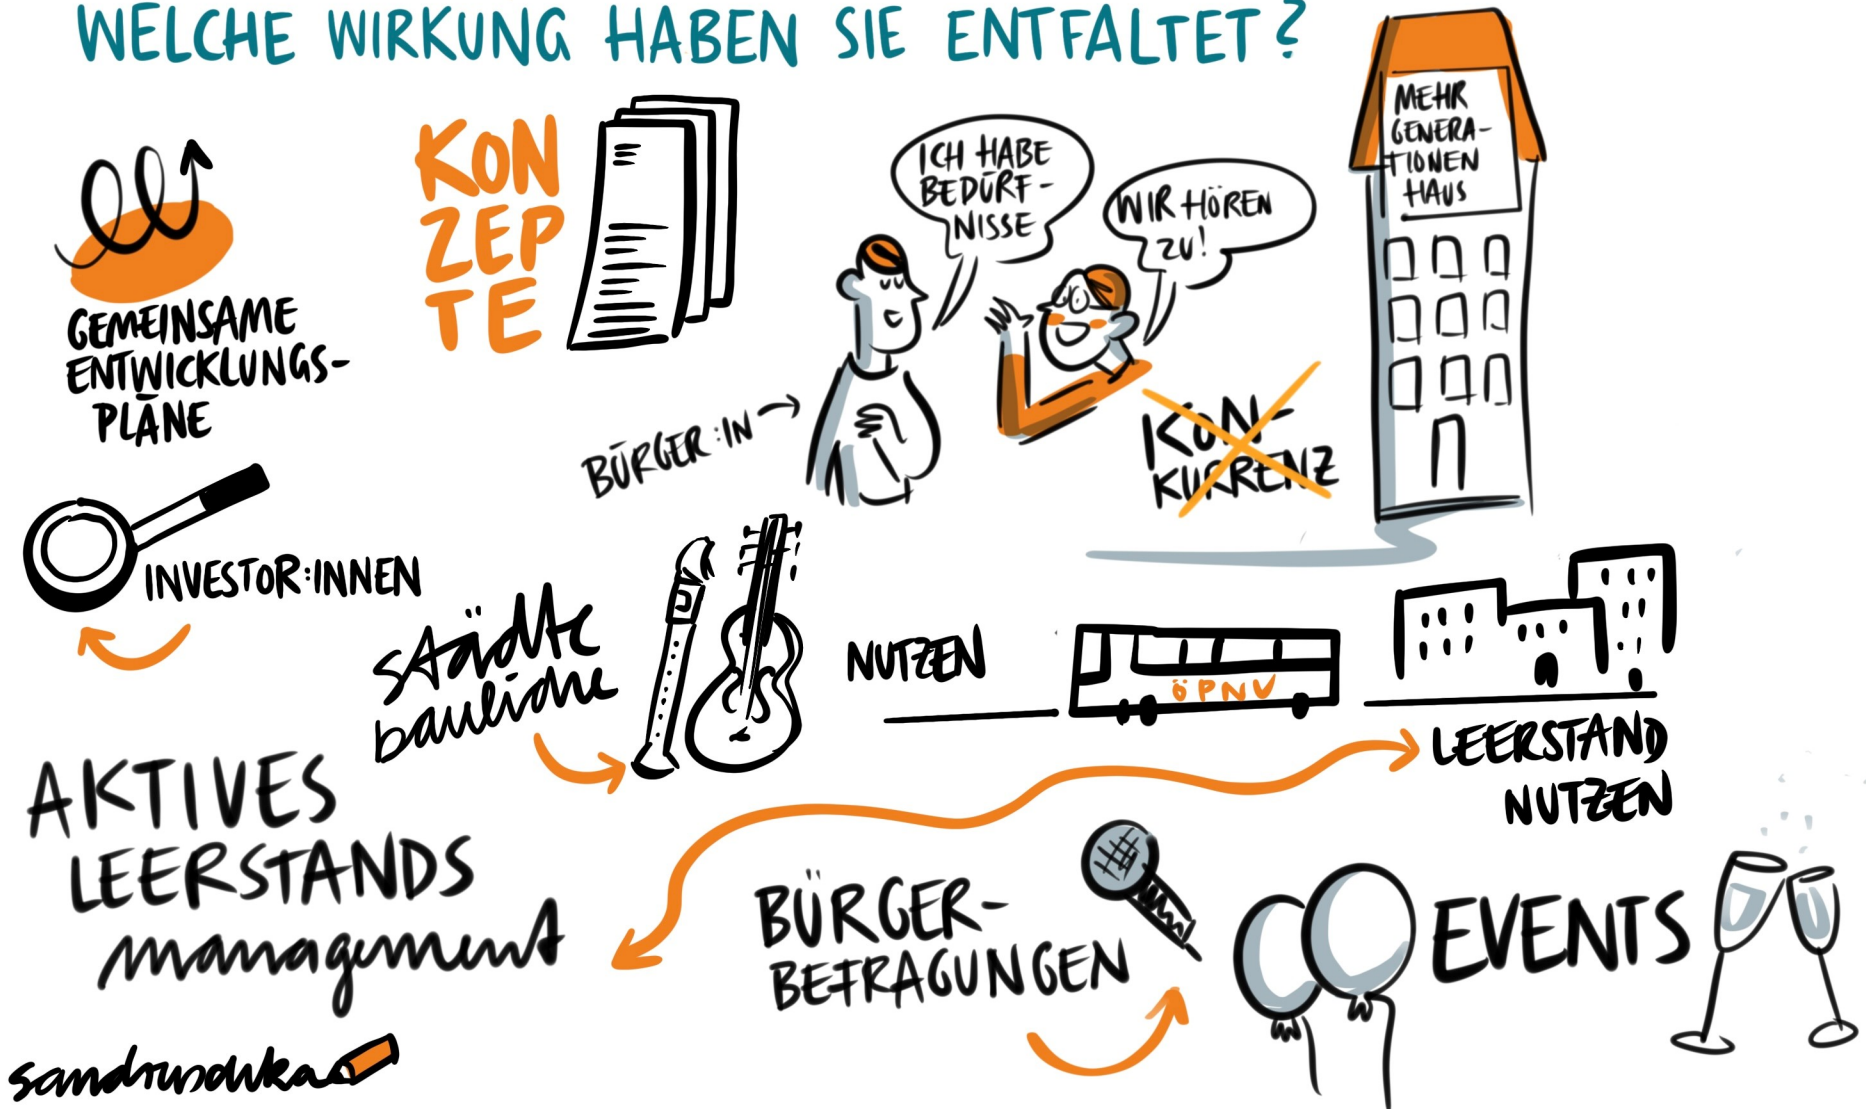 WELCHE WIRKUNG HABEN SIE ENTFALTET?
GEMEINSAME
ENTWICKLUNGS-
PLÄNE
KON
ZEP
TE
ICH HABE
BEDÜRF-
NISSE
WIR HÖREN
ZU!
MEHR
GENERA-
TIONEN
HAUS
BÜRGER:IN
KON-
KURRENZ
INVESTOR:INNEN
städte
bauliche
NUTZEN
ÖPNV
LEERSTAND
NUTZEN
AKTIVES
LEERSTANDS
management
BÜRGER-
BEFRAGUNGEN
EVENTS